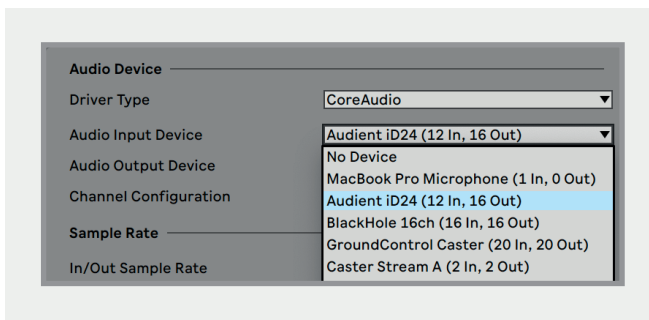 Audio Device
Driver Type CoreAudio
Audio Input Device Audient iD24 (12 In, 16 Out)
No Device
Audio Output Device MacBook Pro Microphone (1 In, 0 Out)
Channel Configuration Audient iD24 (12 In, 16 Out)
BlackHole 16ch (16 In, 16 Out)
Sample Rate GroundControl Caster (20 In, 20 Out)
In/Out Sample Rate Caster Stream A (2 In, 2 Out)